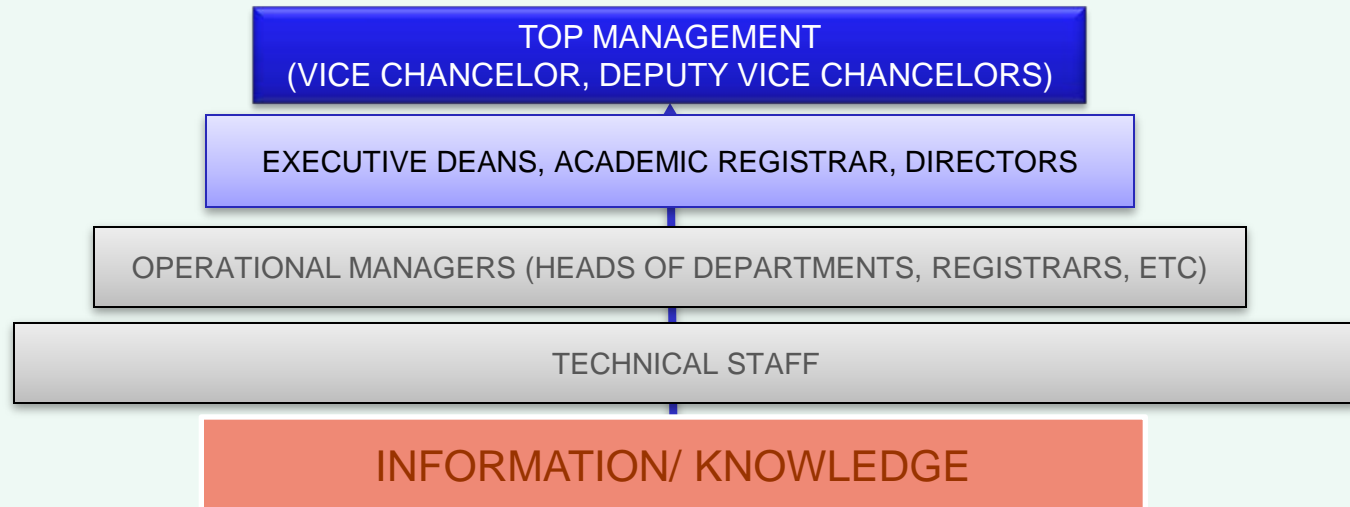 TOP MANAGEMENT
(VICE CHANCELOR, DEPUTY VICE CHANCELORS)
EXECUTIVE DEANS, ACADEMIC REGISTRAR, DIRECTORS
OPERATIONAL MANAGERS (HEADS OF DEPARTMENTS, REGISTRARS, ETC)
TECHNICAL STAFF
INFORMATION/ KNOWLEDGE